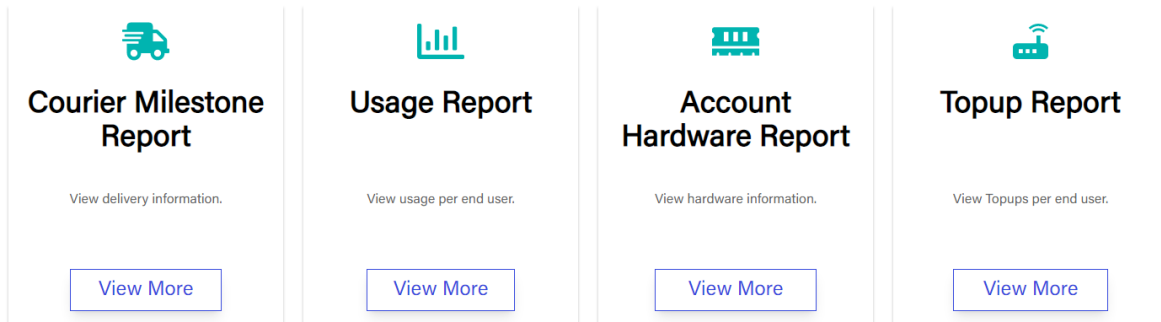 Courier Milestone
Report
View delivery information.
View More
Usage Report
View usage per end user.
View More
Account
Hardware Report
View hardware information.
View More
Topup Report
View Topups per end user.
View More